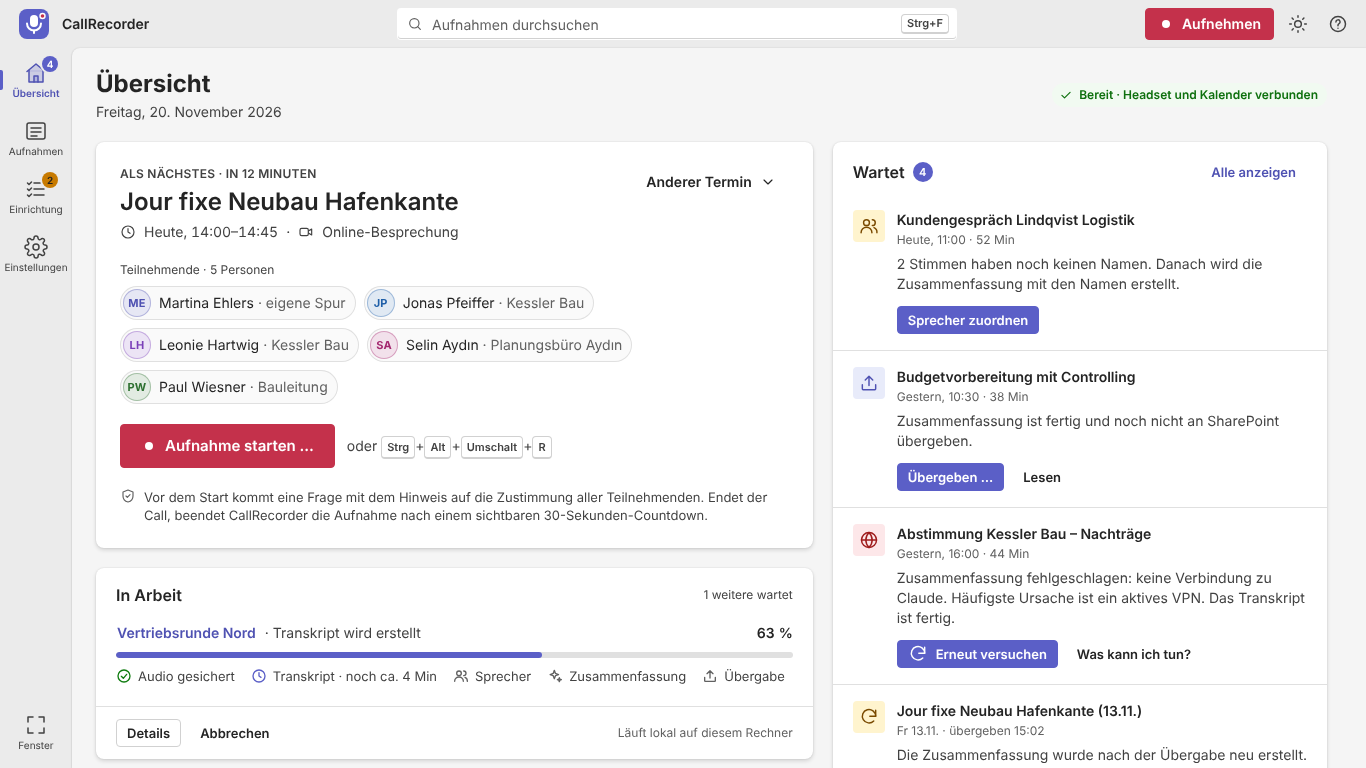 CallRecorder
Aufnahmen durchsuchen
Strg+F
Aufnehmen
4
Übersicht
Aufnahmen
2
Einrichtung
Einstellungen
Fenster
Übersicht
Freitag, 20. November 2026
Bereit · Headset und Kalender verbunden
ALS NÄCHSTES · IN 12 MINUTEN
Anderer Termin
Jour fixe Neubau Hafenkante
Heute, 14:00–14:45 · Online-Besprechung
Teilnehmende · 5 Personen
ME Martina Ehlers · eigene Spur
JP Jonas Pfeiffer · Kessler Bau
LH Leonie Hartwig · Kessler Bau
SA Selin Aydın · Planungsbüro Aydın
PW Paul Wiesner · Bauleitung
Aufnahme starten ... oder Strg + Alt + Umschalt + R
Vor dem Start kommt eine Frage mit dem Hinweis auf die Zustimmung aller Teilnehmenden. Endet der
Call, beendet CallRecorder die Aufnahme nach einem sichtbaren 30-Sekunden-Countdown.
In Arbeit
1 weitere wartet
Vertriebsrunde Nord · Transkript wird erstellt
63 %
Audio gesichert
Transkript · noch ca. 4 Min
Sprecher
Zusammenfassung
Übergabe
Details
Abbrechen
Läuft lokal auf diesem Rechner
Wartet 4
Alle anzeigen
Kundengespräch Lindqvist Logistik
Heute, 11:00 · 52 Min
2 Stimmen haben noch keinen Namen. Danach wird die
Zusammenfassung mit den Namen erstellt.
Sprecher zuordnen
Budgetvorbereitung mit Controlling
Gestern, 10:30 · 38 Min
Zusammenfassung ist fertig und noch nicht an SharePoint
übergeben.
Übergeben ...
Lesen
Abstimmung Kessler Bau – Nachträge
Gestern, 16:00 · 44 Min
Zusammenfassung fehlgeschlagen: keine Verbindung zu
Claude. Häufigste Ursache ist ein aktives VPN. Das Transkript
ist fertig.
Erneut versuchen
Was kann ich tun?
Jour fixe Neubau Hafenkante (13.11.)
Fr 13.11. · übergeben 15:02
Die Zusammenfassung wurde nach der Übergabe neu erstellt.